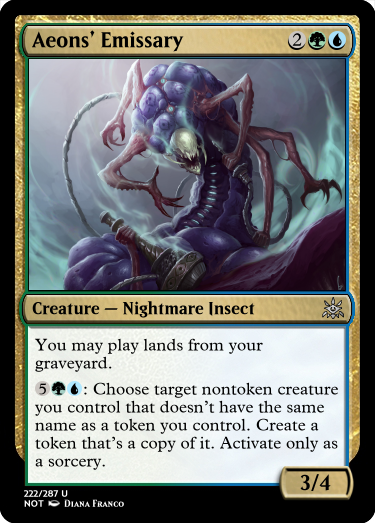 Aeons' Emissary 2
Creature — Nightmare Insect
You may play lands from your
graveyard.
5: Choose target nontoken creature
you control that doesn't have the same
name as a token you control. Create a
token that's a copy of it. Activate only as
a sorcery.
3/4
222/287 U
NOT Diana Franco